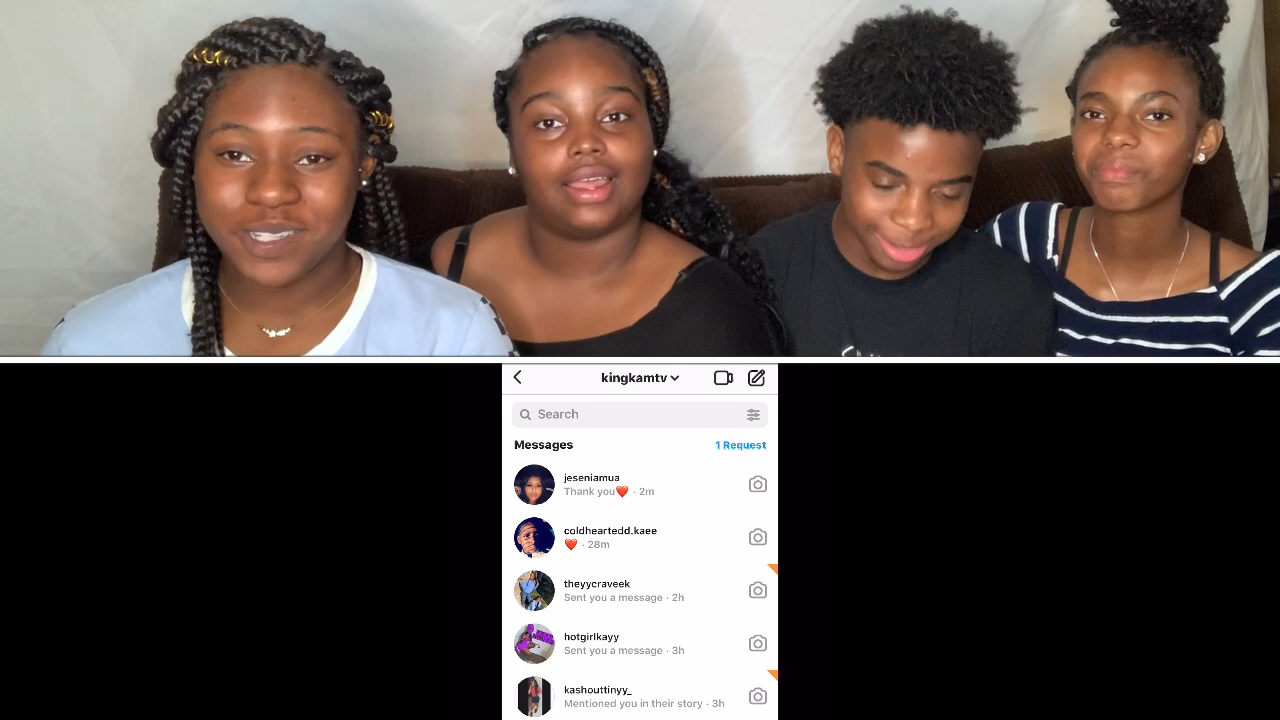 kingkamtv
Search
Messages 1 Request
jeseniamua
Thank you❤️ · 2m
coldheartedd.kaee
❤️ · 28m
theyycraveek
Sent you a message · 2h
hotgirlkayy
Sent you a message · 3h
kashouttinyy_
Mentioned you in their story · 3h